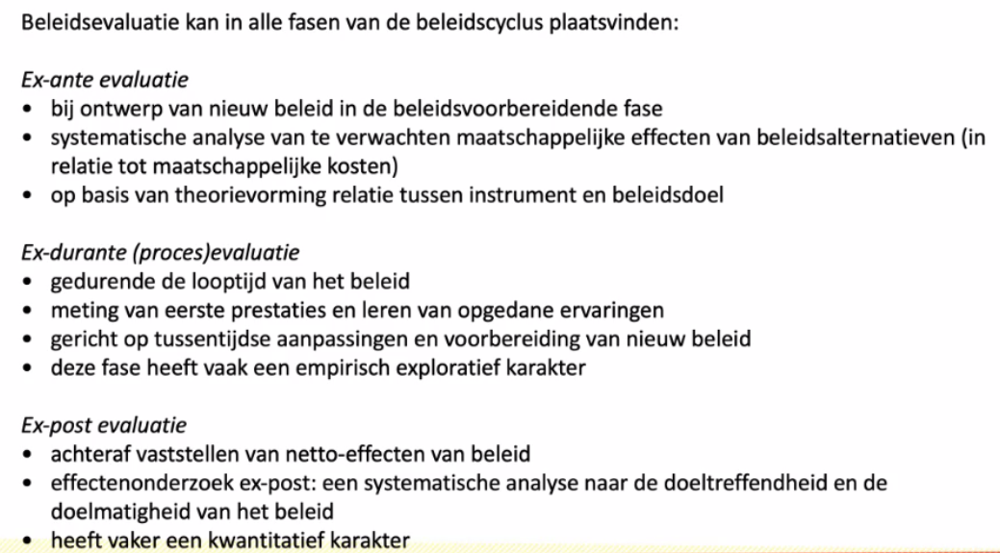 Beleidsevaluatie kan in alle fasen van de beleidscyclus plaatsvinden:
Ex-ante evaluatie
• bij ontwerp van nieuw beleid in de beleidsvoorbereidende fase
• systematische analyse van te verwachten maatschappelijke effecten van beleidsalternatieven (in
relatie tot maatschappelijke kosten)
• op basis van theorievorming relatie tussen instrument en beleidsdoel
Ex-durante (proces)evaluatie
• gedurende de looptijd van het beleid
• meting van eerste prestaties en leren van opgedane ervaringen
• gericht op tussentijdse aanpassingen en voorbereiding van nieuw beleid
• deze fase heeft vaak een empirisch exploratief karakter
Ex-post evaluatie
• achteraf vaststellen van netto-effecten van beleid
• effectenonderzoek ex-post: een systematische analyse naar de doeltreffendheid en de
doelmatigheid van het beleid
• heeft vaker een kwantitatief karakter